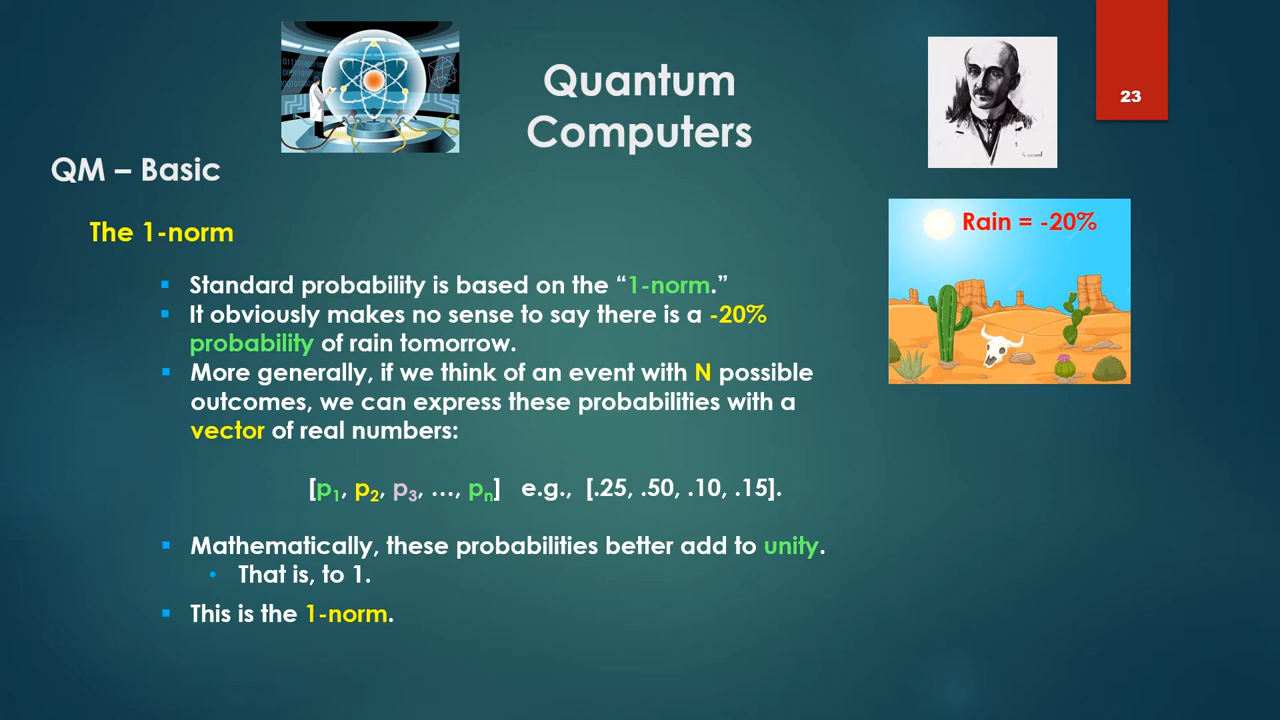 Quantum
Computers
23
QM – Basic
The 1-norm
Rain = -20%
▪ Standard probability is based on the “1-norm.”
▪ It obviously makes no sense to say there is a -20%
probability of rain tomorrow.
▪ More generally, if we think of an event with N possible
outcomes, we can express these probabilities with a
vector of real numbers:
[p₁, p₂, p₃, …, pₙ] e.g., [.25, .50, .10, .15].
▪ Mathematically, these probabilities better add to unity.
• That is, to 1.
▪ This is the 1-norm.